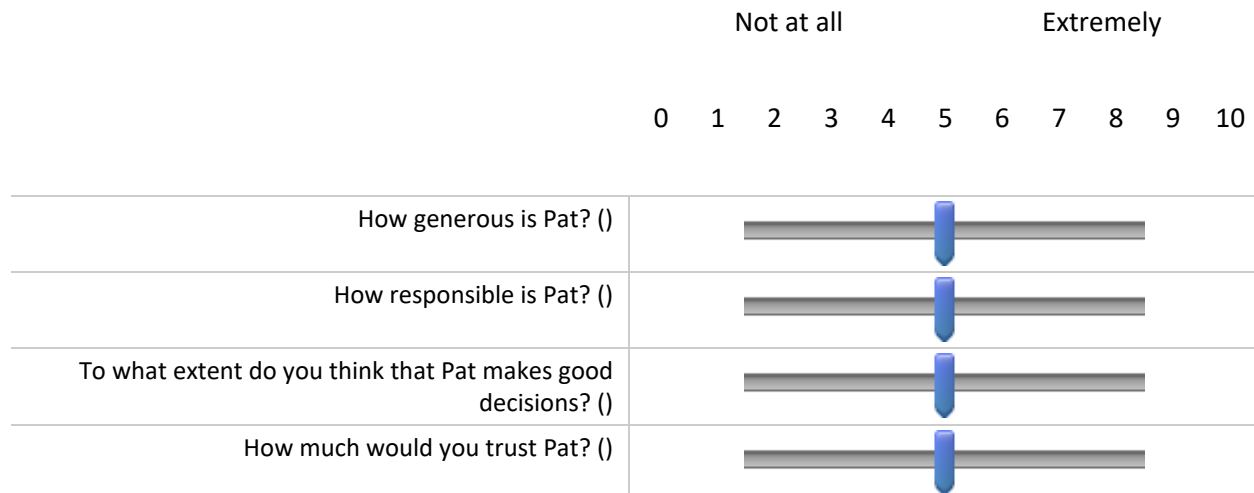 Not at all Extremely
0 1 2 3 4 5 6 7 8 9 10
How generous is Pat? ()
How responsible is Pat? ()
To what extent do you think that Pat makes good
decisions? ()
How much would you trust Pat? ()